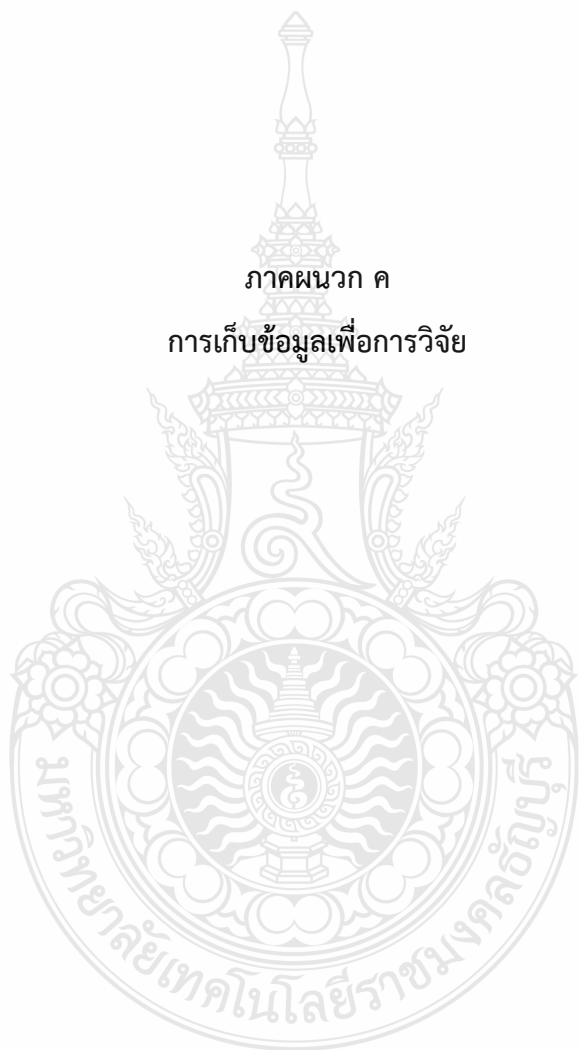 ภาคผนวก ค
การเก็บข้อมูลเพื่อการวิจัย
มหาวิทยาลัยเทคโนโลยีราชมงคลธัญบุรี